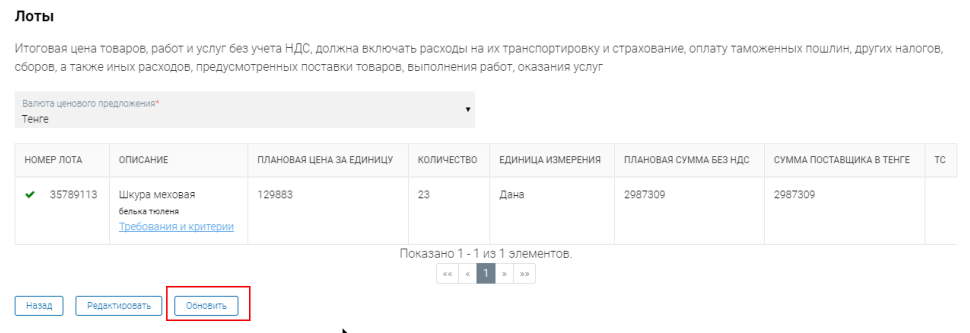 Лоты
Итоговая цена товаров, работ и услуг без учета НДС, должна включать расходы на их транспортировку и страхование, оплату таможенных пошлин, других налогов,
сборов, а также иных расходов, предусмотренных поставки товаров, выполнения работ, оказания услуг
Валюта ценового предложения*
Тенге
НОМЕР ЛОТА ОПИСАНИЕ ПЛАНОВАЯ ЦЕНА ЗА ЕДИНИЦУ КОЛИЧЕСТВО ЕДИНИЦА ИЗМЕРЕНИЯ ПЛАНОВАЯ СУММА БЕЗ НДС СУММА ПОСТАВЩИКА В ТЕНГЕ ТС
35789113 Шкура меховая 129883 23 Дана 2987309 2987309
белька тюленя
Требования и критерии
Показано 1 - 1 из 1 элементов.
«« « 1 » »»
Назад Редактировать Обновить